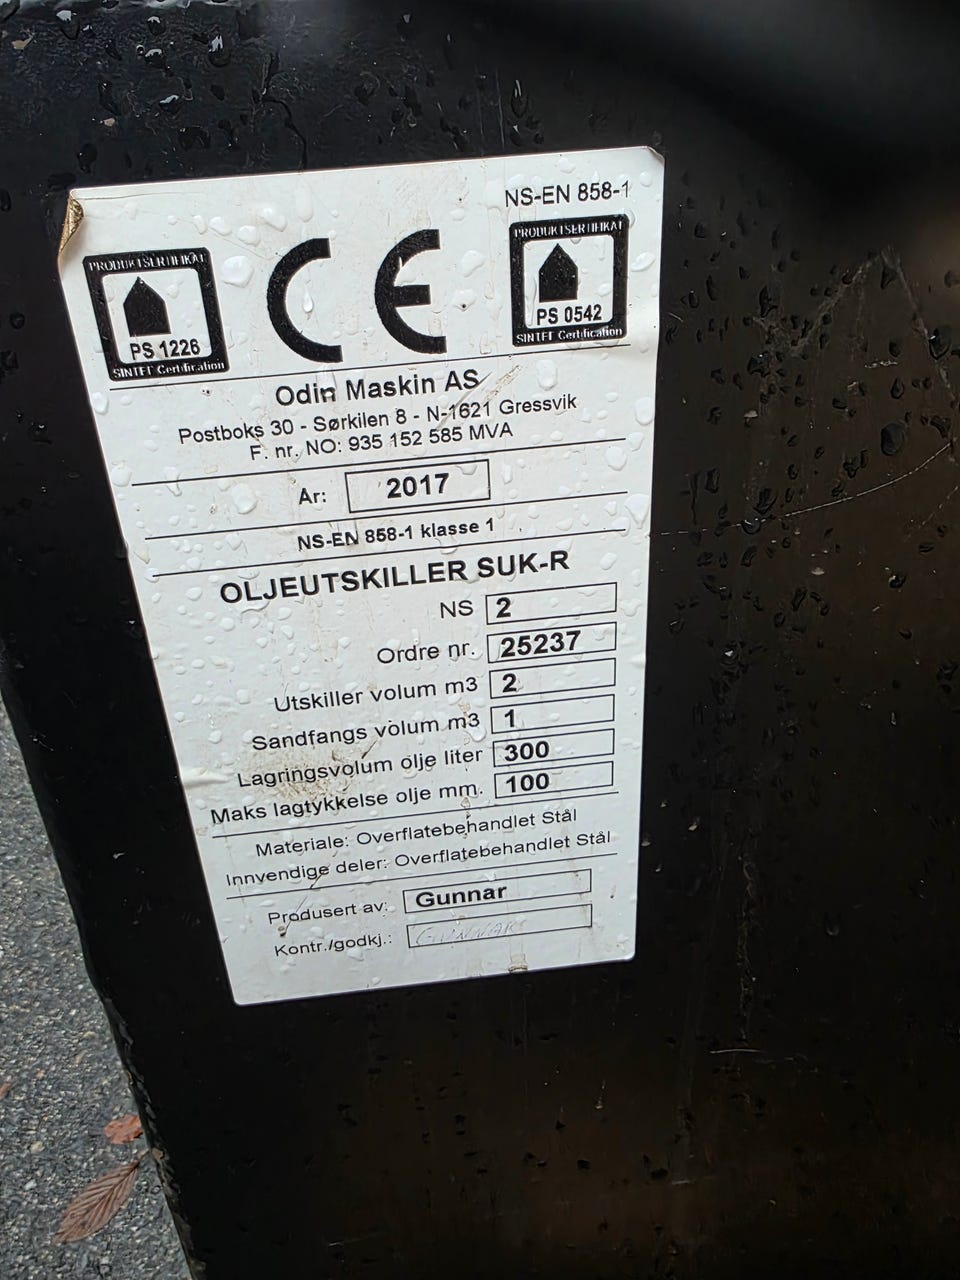 NS-EN 858-1
PRODUKTSERTIFIKAT
PS 1226
SINTEF Certification
CE
PRODUKTSERTIFIKAT
PS 0542
SINTEF Certification
Odin Maskin AS
Postboks 30 - Sørkilen 8 - N-1621 Gressvik
F. nr. NO: 935 152 585 MVA
År: 2017
NS-EN 858-1 klasse 1
OLJEUTSKILLER SUK-R
NS 2
Ordre nr. 25237
Utskiller volum m3 2
Sandfangs volum m3 1
Lagringsvolum olje liter 300
Maks lagtykkelse olje mm. 100
Materiale: Overflatebehandlet Stål
Innvendige deler: Overflatebehandlet Stål
Produsert av: Gunnar
Kontr./godkj.: GUNNAR